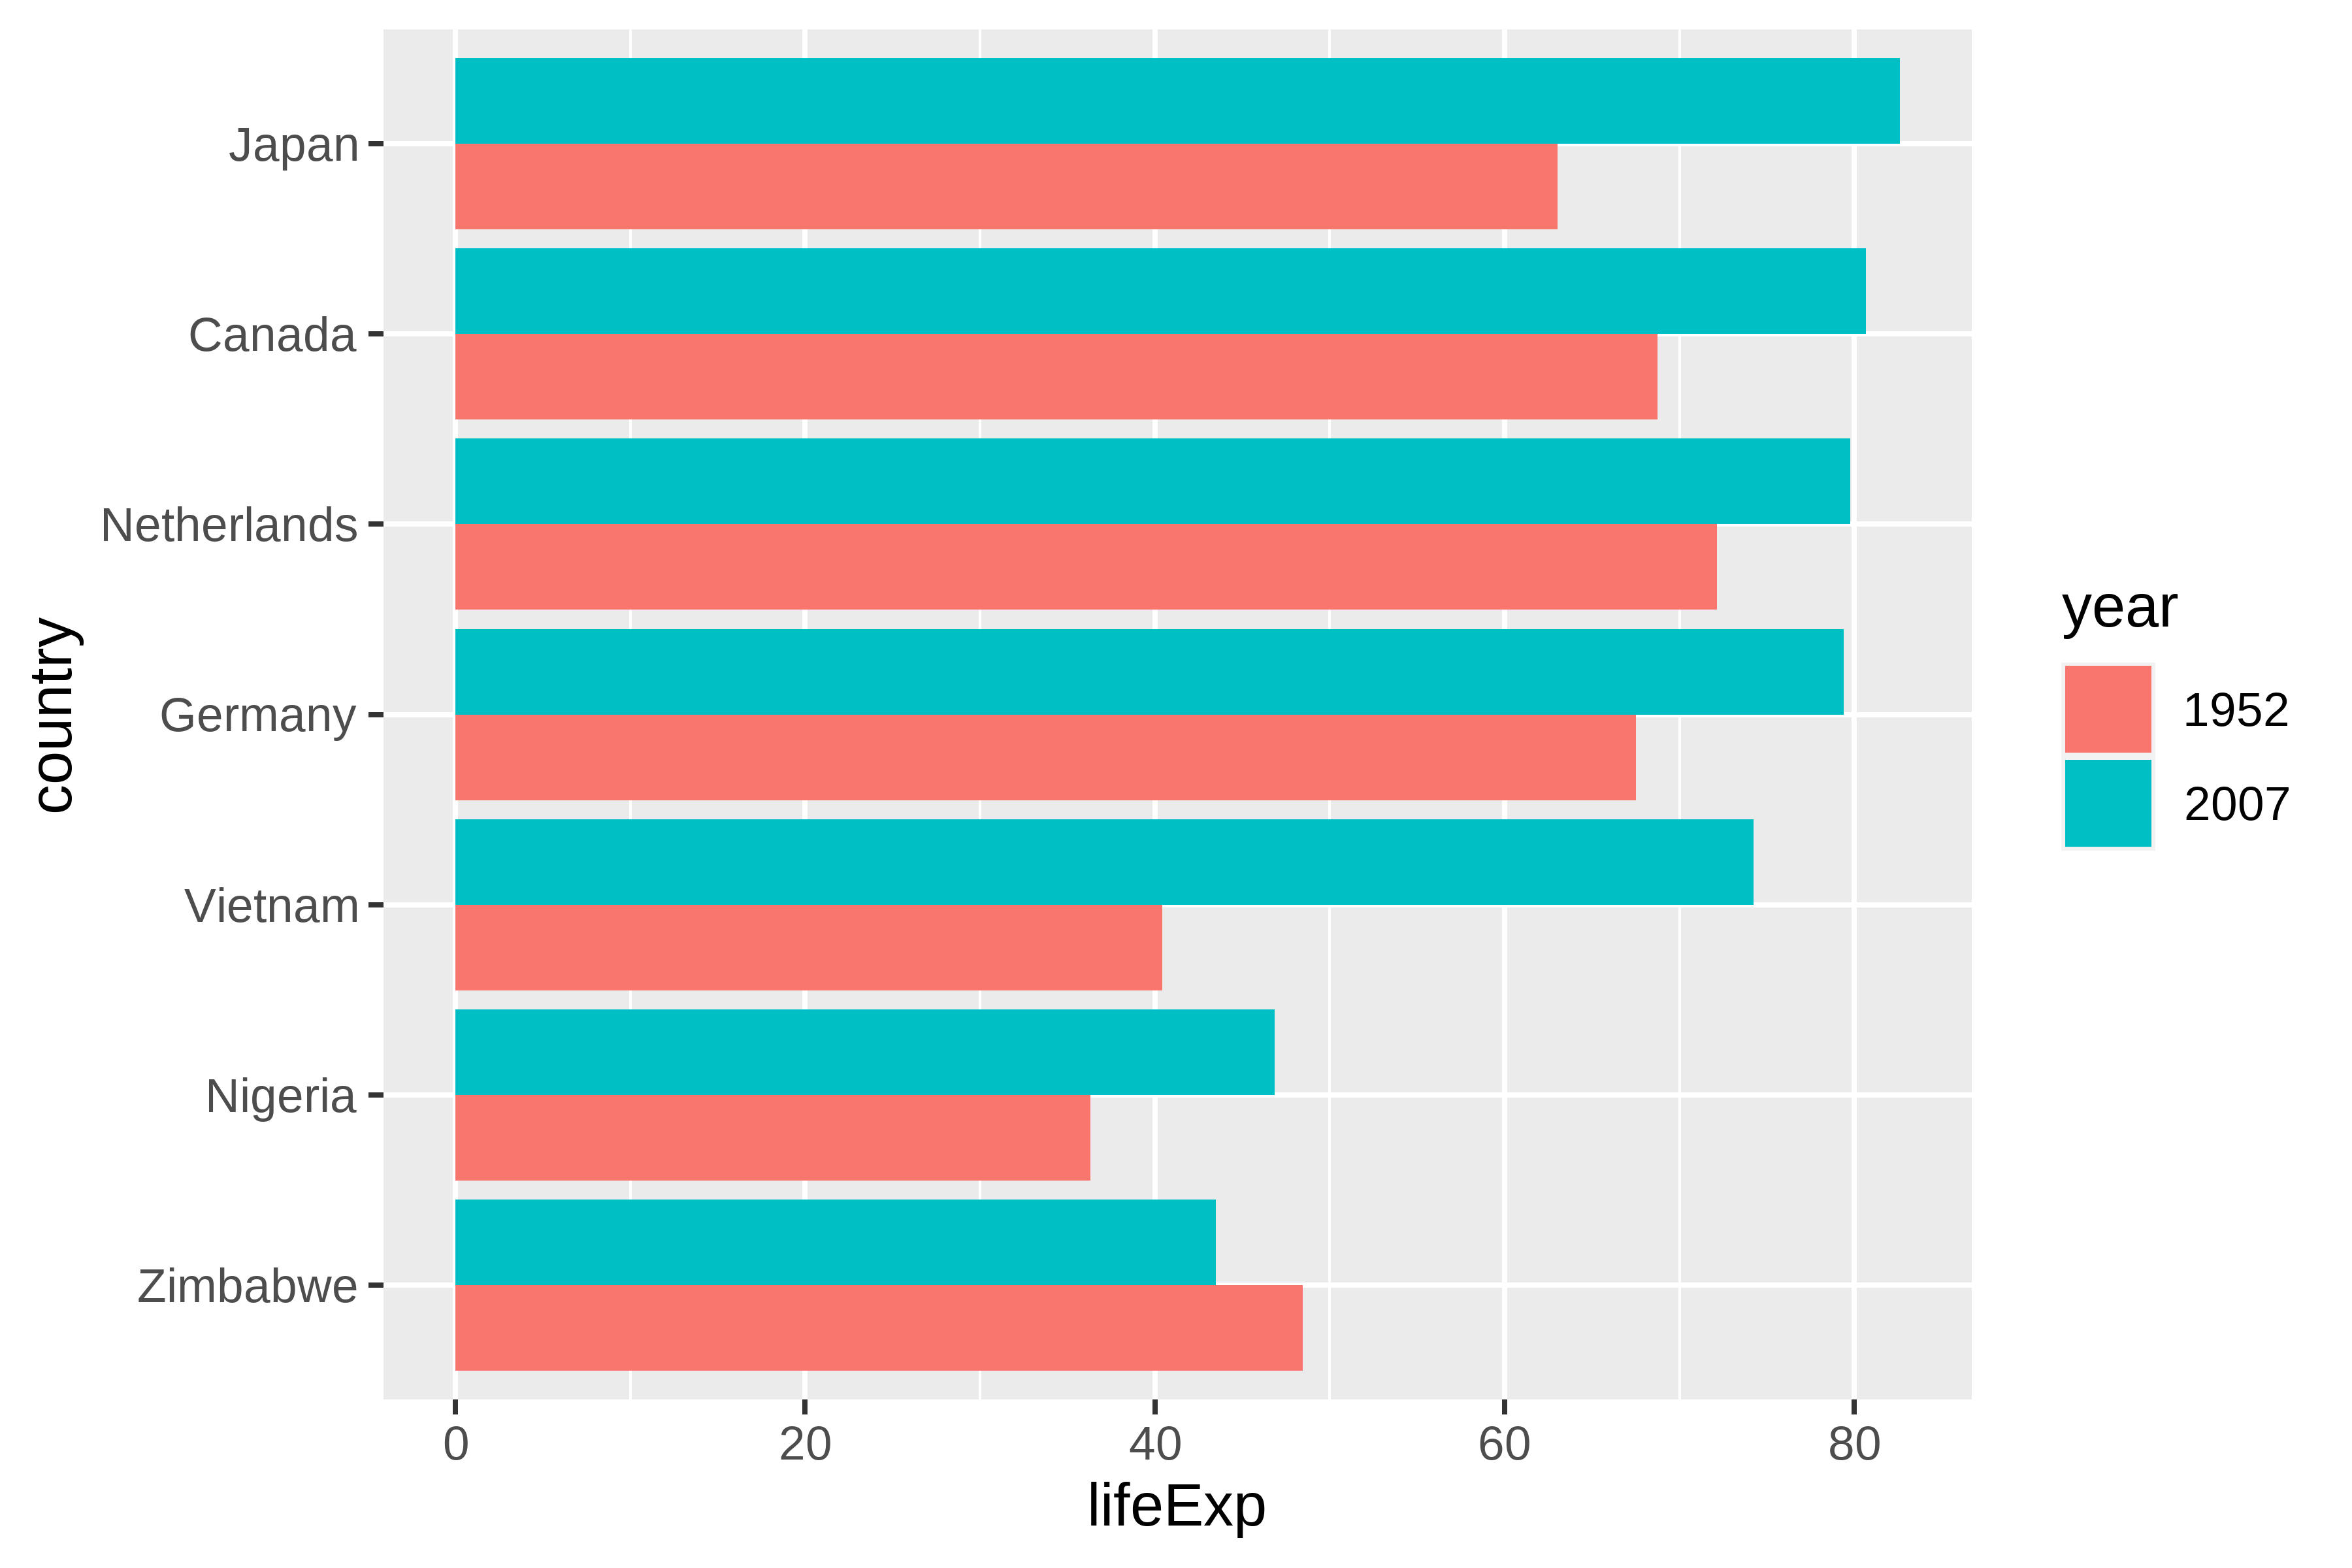 Japan
Canada
Netherlands
Germany
Vietnam
Nigeria
Zimbabwe
country
0 20 40 60 80
lifeExp
year
1952
2007